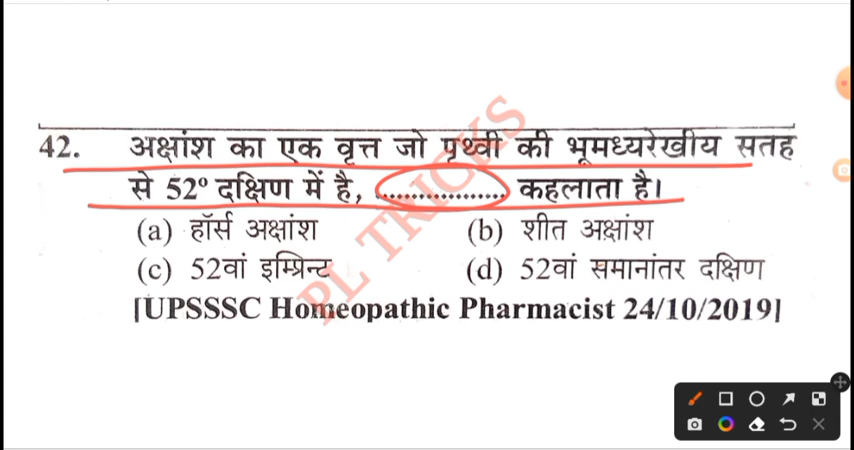 42. अक्षांश का एक वृत्त जो पृथ्वी की भूमध्यरेखीय सतह
से 52° दक्षिण में है, .................. कहलाता है।
(a) हॉर्स अक्षांश (b) शीत अक्षांश
(c) 52वां इम्प्रिन्ट (d) 52वां समानांतर दक्षिण
[UPSSSC Homeopathic Pharmacist 24/10/2019]
PL TRICKS